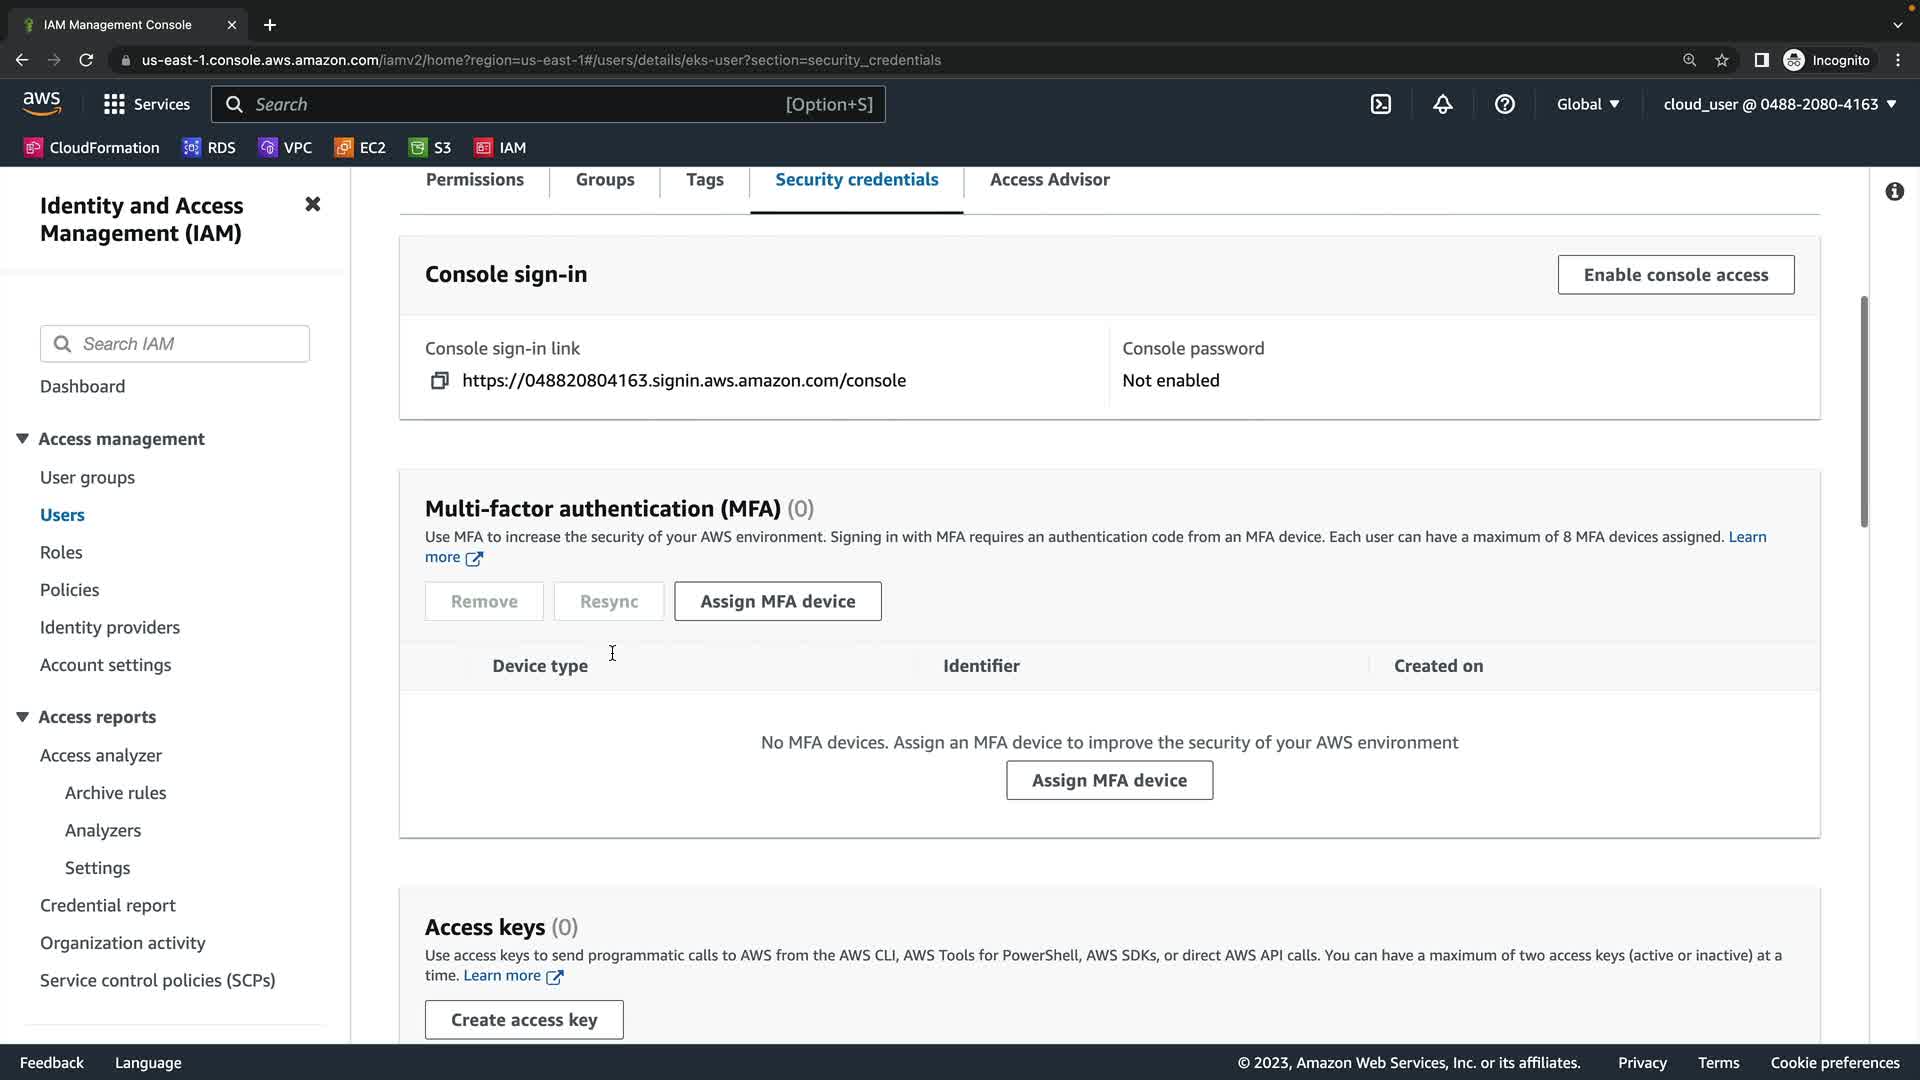 IAM Management Console
us-east-1.console.aws.amazon.com/iamv2/home?region=us-east-1#/users/details/eks-user?section=security_credentials
Incognito
aws
Services
Search
[Option+S]
Global
cloud_user @ 0488-2080-4163
CloudFormation
RDS
VPC
EC2
S3
IAM
Identity and Access
Management (IAM)
Search IAM
Dashboard
Access management
User groups
Users
Roles
Policies
Identity providers
Account settings
Access reports
Access analyzer
Archive rules
Analyzers
Settings
Credential report
Organization activity
Service control policies (SCPs)
Permissions
Groups
Tags
Security credentials
Access Advisor
Console sign-in
Enable console access
Console sign-in link
https://048820804163.signin.aws.amazon.com/console
Console password
Not enabled
Multi-factor authentication (MFA) (0)
Use MFA to increase the security of your AWS environment. Signing in with MFA requires an authentication code from an MFA device. Each user can have a maximum of 8 MFA devices assigned. Learn
more
Remove
Resync
Assign MFA device
Device type
Identifier
Created on
No MFA devices. Assign an MFA device to improve the security of your AWS environment
Assign MFA device
Access keys (0)
Use access keys to send programmatic calls to AWS from the AWS CLI, AWS Tools for PowerShell, AWS SDKs, or direct AWS API calls. You can have a maximum of two access keys (active or inactive) at a
time. Learn more
Create access key
Feedback
Language
© 2023, Amazon Web Services, Inc. or its affiliates.
Privacy
Terms
Cookie preferences